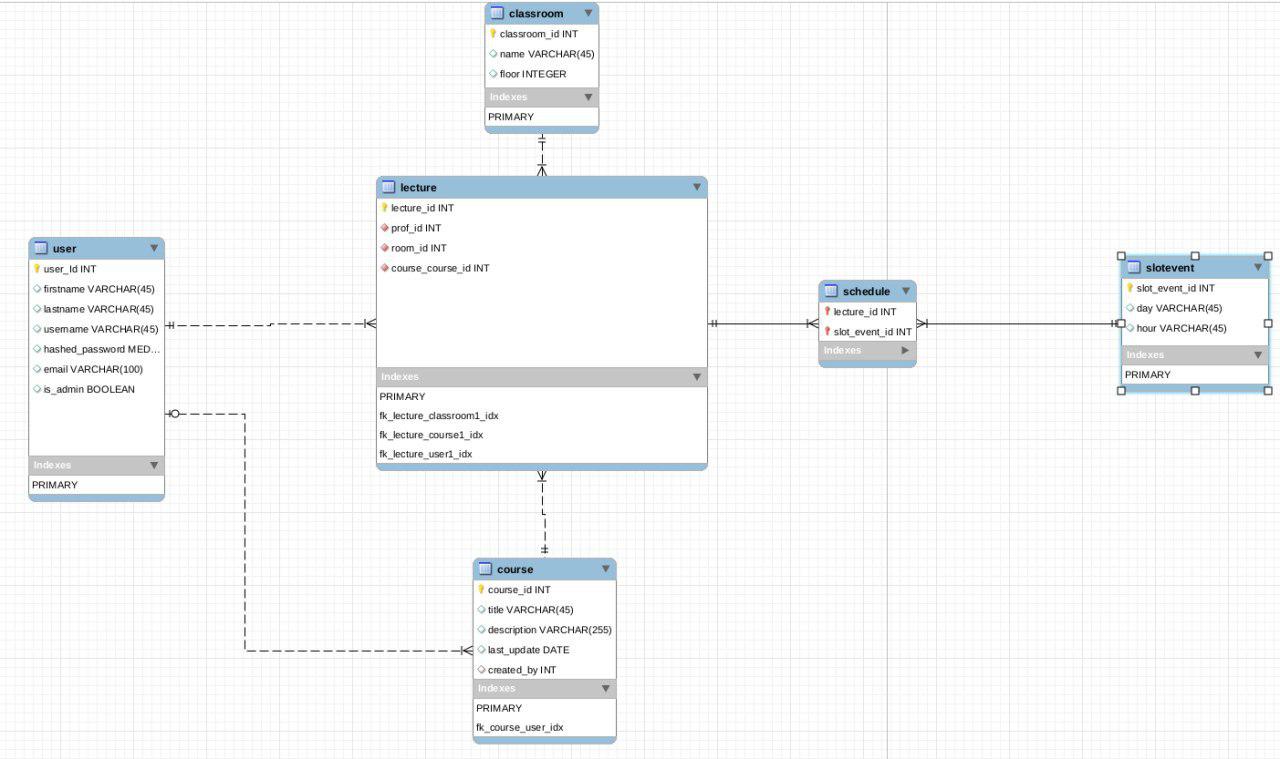 classroom
classroom_id INT
name VARCHAR(45)
floor INTEGER
Indexes
PRIMARY
lecture
lecture_id INT
prof_id INT
room_id INT
course_course_id INT
Indexes
PRIMARY
fk_lecture_classroom1_idx
fk_lecture_course1_idx
fk_lecture_user1_idx
user
user_Id INT
firstname VARCHAR(45)
lastname VARCHAR(45)
username VARCHAR(45)
hashed_password MED...
email VARCHAR(100)
is_admin BOOLEAN
Indexes
PRIMARY
schedule
lecture_id INT
slot_event_id INT
Indexes
slotevent
slot_event_id INT
day VARCHAR(45)
hour VARCHAR(45)
Indexes
PRIMARY
course
course_id INT
title VARCHAR(45)
description VARCHAR(255)
last_update DATE
created_by INT
Indexes
PRIMARY
fk_course_user_idx